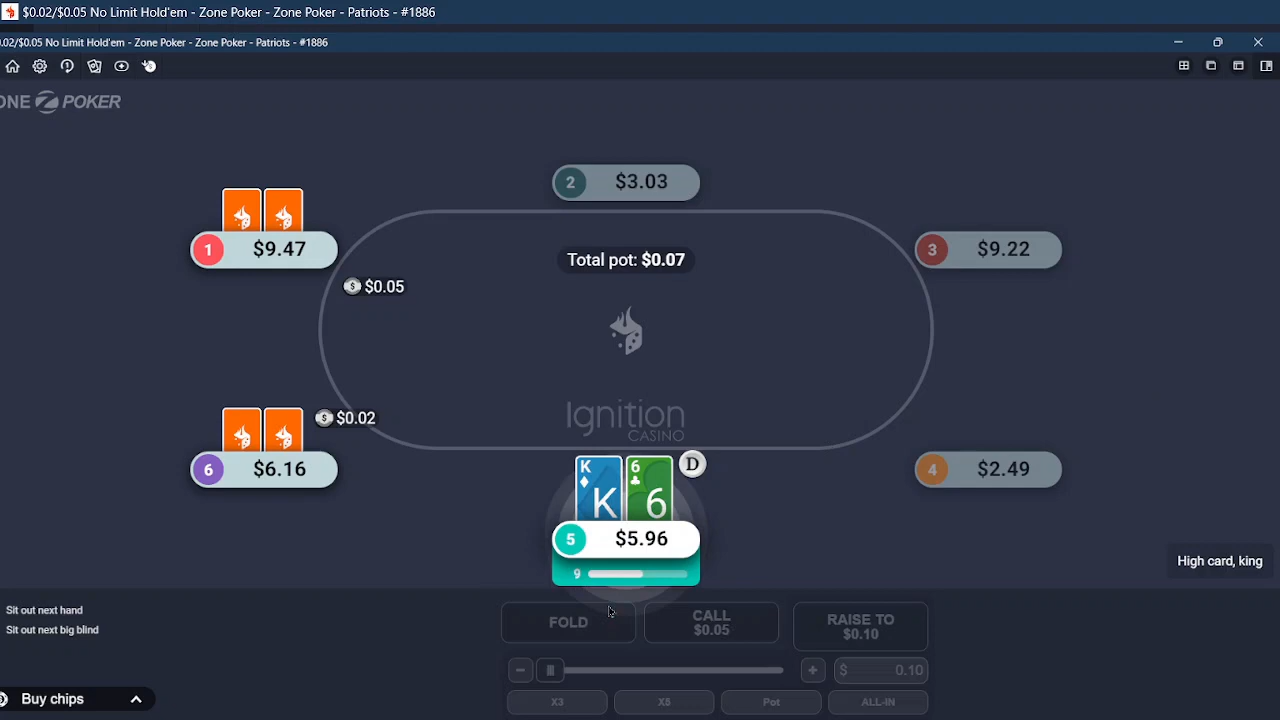 $0.02/$0.05 No Limit Hold'em - Zone Poker - Zone Poker - Patriots - #1886
0.02/$0.05 No Limit Hold'em - Zone Poker - Zone Poker - Patriots - #1886
ONE Z POKER
2 $3.03
1 $9.47
3 $9.22
Total pot: $0.07
$0.05
Ignition
CASINO
$0.02
6 $6.16
K 6 D
K 6
4 $2.49
5 $5.96
9
High card, king
Sit out next hand
Sit out next big blind
FOLD
CALL
$0.05
RAISE TO
$0.10
$ 0.10
Buy chips
X3 X5 Pot ALL-IN